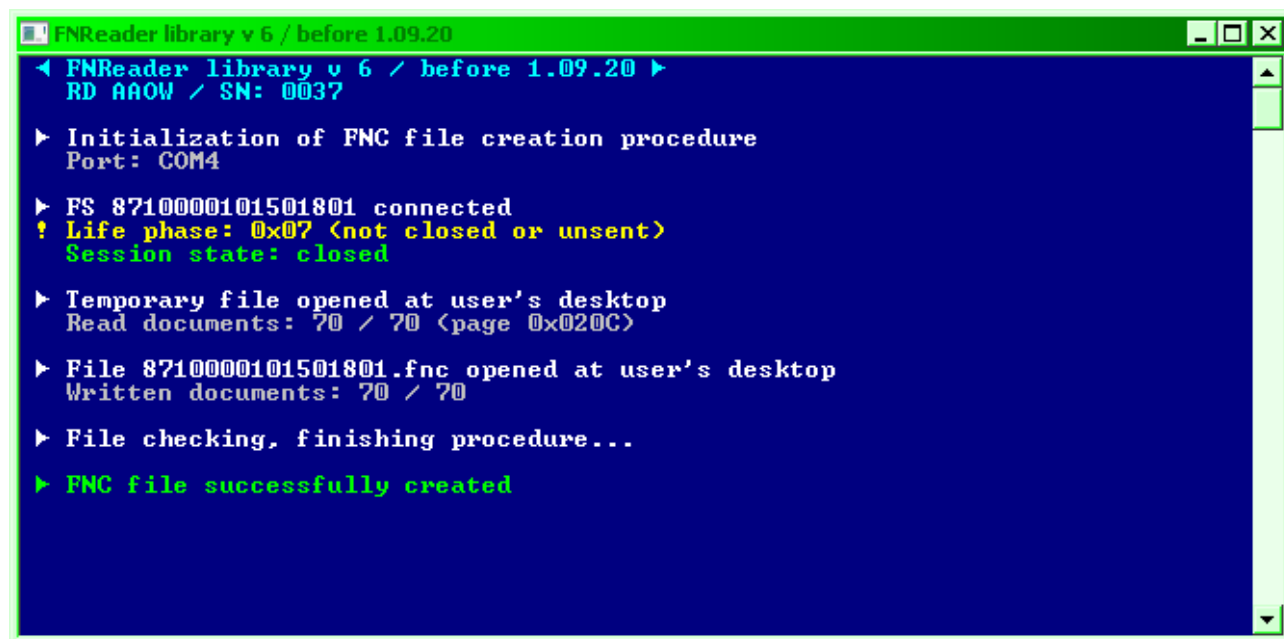 FNReader library v 6 / before 1.09.20
◄ FNReader library v 6 / before 1.09.20 ►
RD AAOW / SN: 0037
► Initialization of FNC file creation procedure
Port: COM4
► FS 8710000101501801 connected
! Life phase: 0x07 (not closed or unsent)
Session state: closed
► Temporary file opened at user's desktop
Read documents: 70 / 70 (page 0x020C)
► File 8710000101501801.fnc opened at user's desktop
Written documents: 70 / 70
► File checking, finishing procedure...
► FNC file successfully created